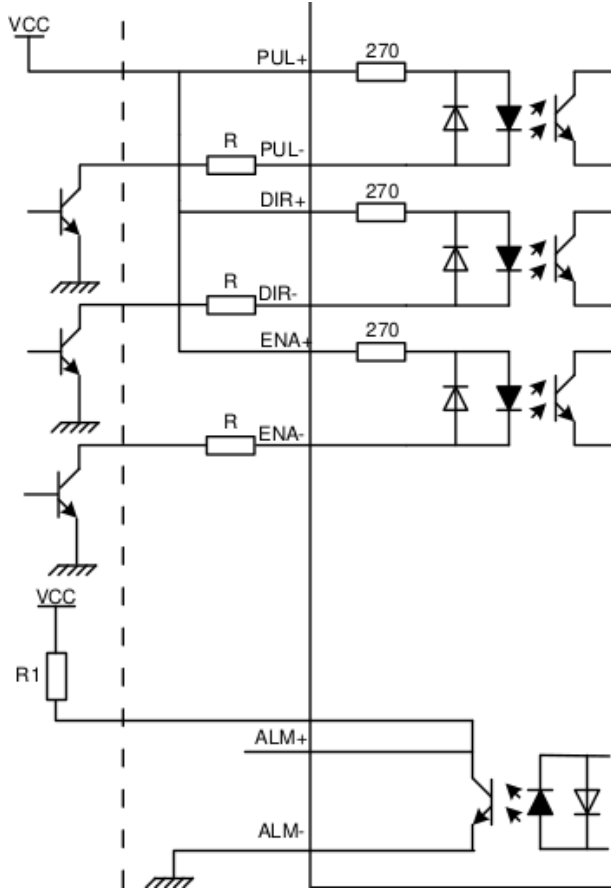 VCC
PUL+
270
R
PUL-
DIR+
270
R
DIR-
ENA+
270
R
ENA-
VCC
R1
ALM+
ALM-